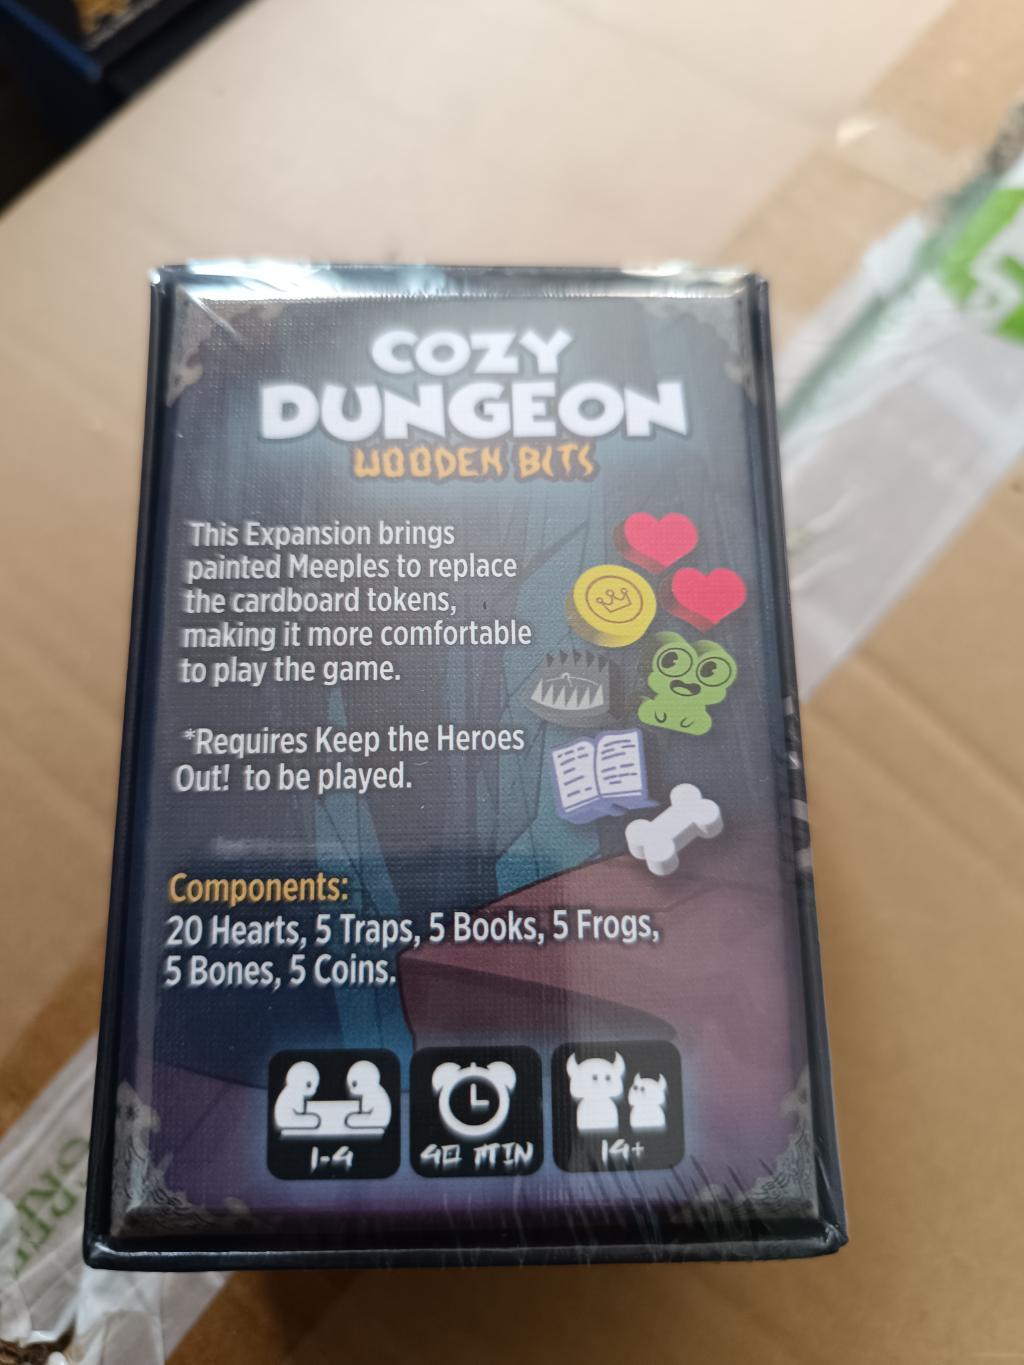 COZY
DUNGEON
WOODEN BITS
This Expansion brings
painted Meeples to replace
the cardboard tokens,
making it more comfortable
to play the game.
*Requires Keep the Heroes
Out! to be played.
Components:
20 Hearts, 5 Traps, 5 Books, 5 Frogs,
5 Bones, 5 Coins.
1-4
40 MIN
14+